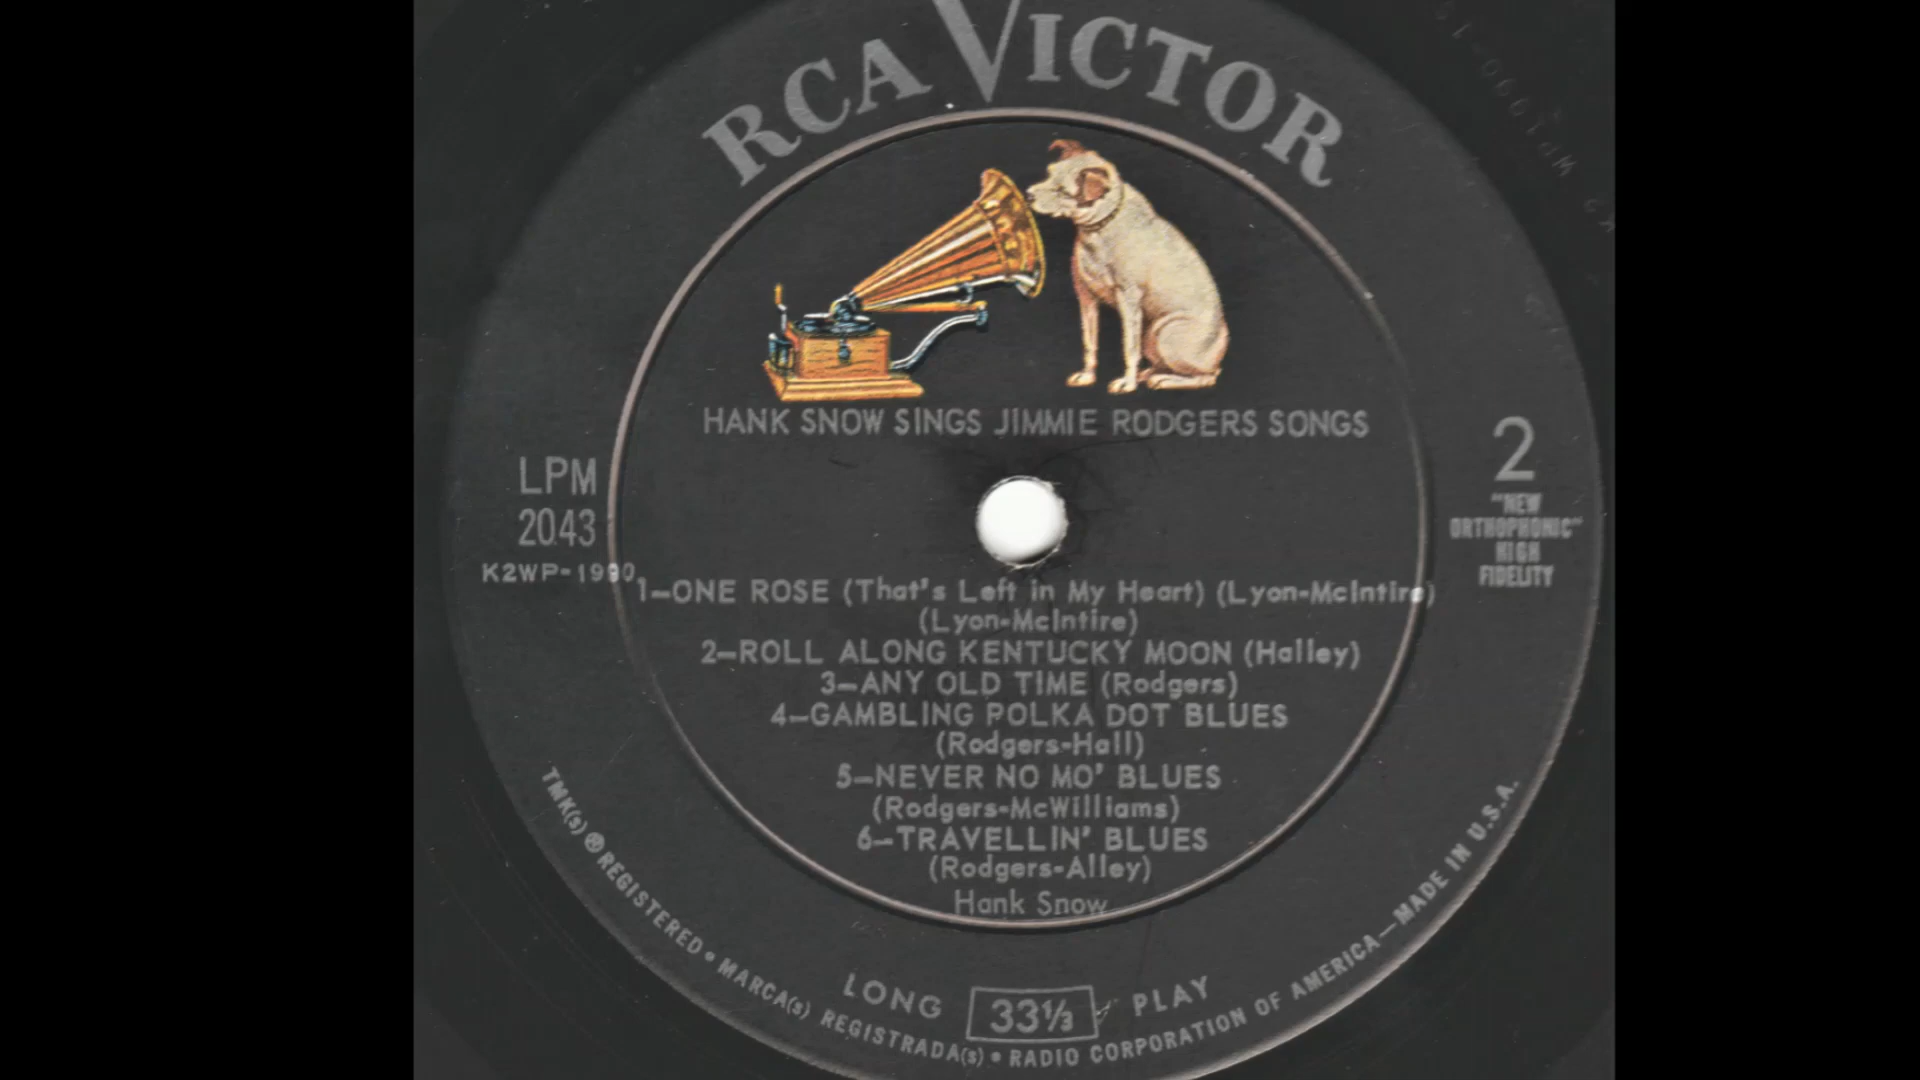 RCA VICTOR
HANK SNOW SINGS JIMMIE RODGERS SONGS
LPM
2043
2
"NEW
ORTHOPHONIC"
HIGH
FIDELITY
1—ONE ROSE (That's Left in My Heart) (Lyon-McIntire)
(Lyon-McIntire)
2—ROLL ALONG KENTUCKY MOON (Halley)
3—ANY OLD TIME (Rodgers)
4—GAMBLING POLKA DOT BLUES
(Rodgers-Hall)
5—NEVER NO MO' BLUES
(Rodgers-McWilliams)
6—TRAVELLIN' BLUES
(Rodgers-Alley)
Hank Snow
LONG 33⅓ PLAY
TMK(s) ® REGISTERED • MARCA(s) REGISTRADA(s) • RADIO CORPORATION OF AMERICA—MADE IN U.S.A.